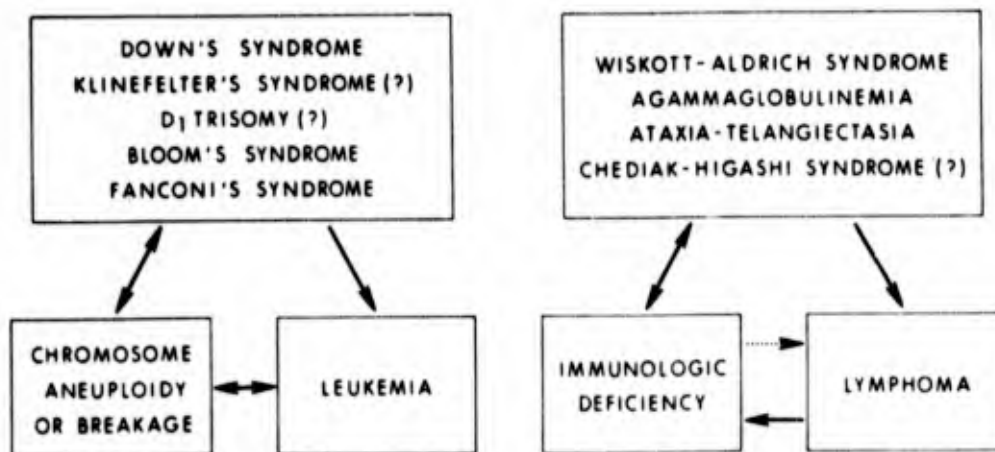 DOWN'S SYNDROME
KLINEFELTER'S SYNDROME (?)
D₁ TRISOMY (?)
BLOOM'S SYNDROME
FANCONI'S SYNDROME
WISKOTT-ALDRICH SYNDROME
AGAMMAGLOBULINEMIA
ATAXIA-TELANGIECTASIA
CHEDIAK-HIGASHI SYNDROME (?)
CHROMOSOME
ANEUPLOIDY
OR BREAKAGE
LEUKEMIA
IMMUNOLOGIC
DEFICIENCY
LYMPHOMA